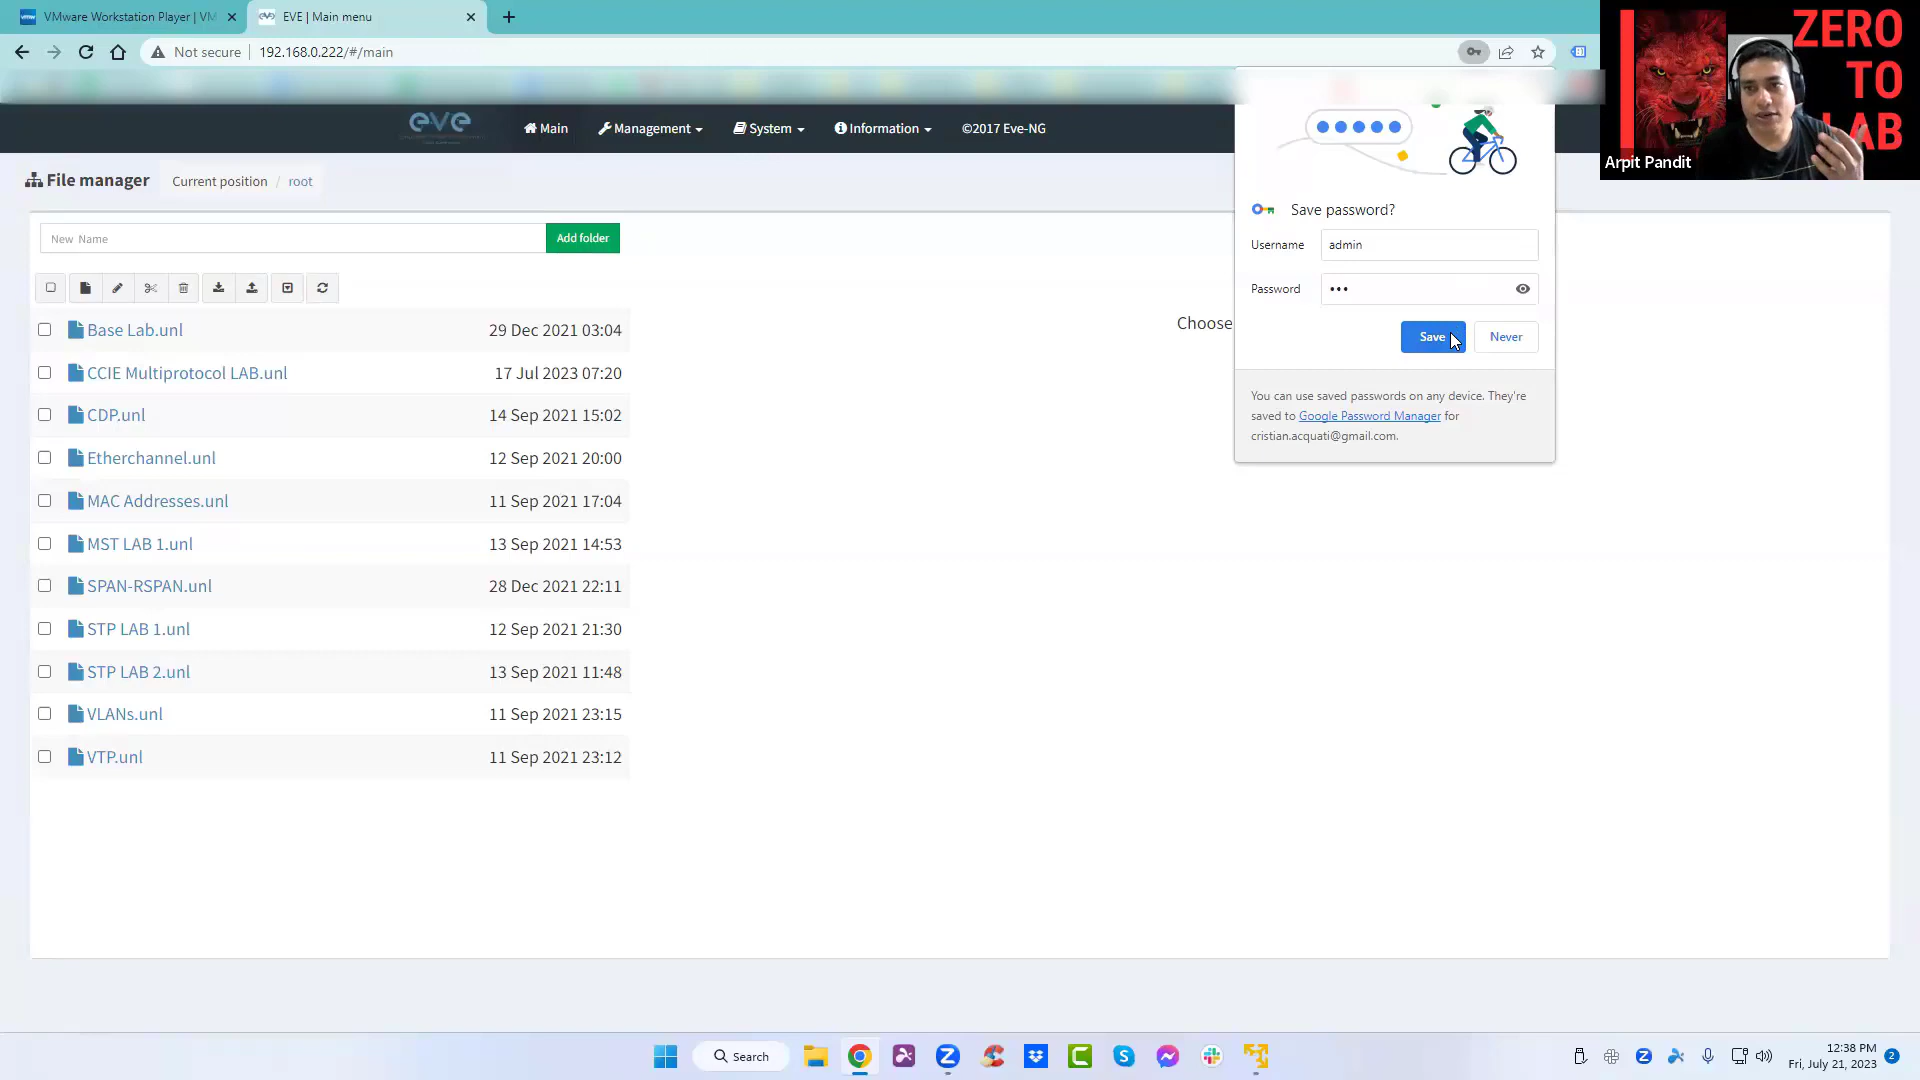 VMware Workstation Player | VM
EVE | Main menu
Not secure
192.168.0.222/#/main
ZERO
TO
LAB
Arpit Pandit
eve
Main
Management
System
Information
©2017 Eve-NG
File manager
Current position / root
New Name
Add folder
Base Lab.unl 29 Dec 2021 03:04
CCIE Multiprotocol LAB.unl 17 Jul 2023 07:20
CDP.unl 14 Sep 2021 15:02
Etherchannel.unl 12 Sep 2021 20:00
MAC Addresses.unl 11 Sep 2021 17:04
MST LAB 1.unl 13 Sep 2021 14:53
SPAN-RSPAN.unl 28 Dec 2021 22:11
STP LAB 1.unl 12 Sep 2021 21:30
STP LAB 2.unl 13 Sep 2021 11:48
VLANs.unl 11 Sep 2021 23:15
VTP.unl 11 Sep 2021 23:12
Choose
Save password?
Username admin
Password •••
Save
Never
You can use saved passwords on any device. They're
saved to Google Password Manager for
cristian.acquati@gmail.com.
Search
12:38 PM
Fri, July 21, 2023
2